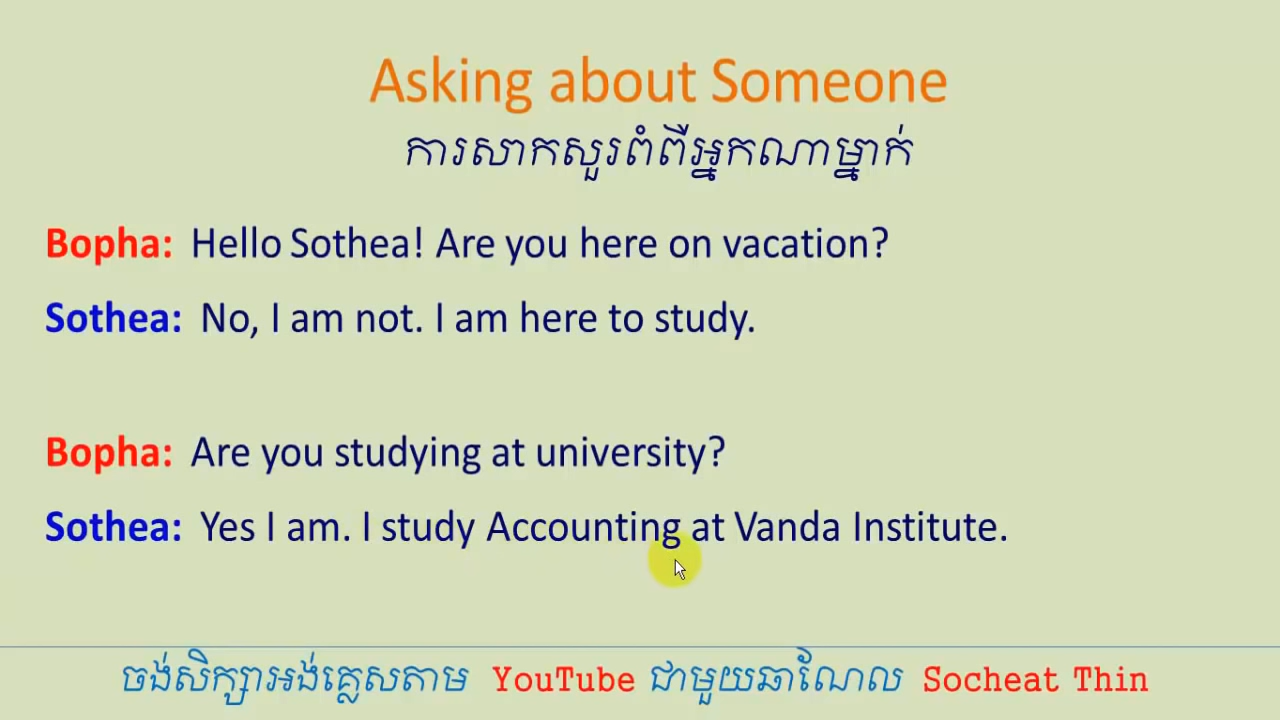 Asking about Someone
ការសាកសួរពំពីអ្នកណាម្នាក់
Bopha: Hello Sothea! Are you here on vacation?
Sothea: No, I am not. I am here to study.
Bopha: Are you studying at university?
Sothea: Yes I am. I study Accounting at Vanda Institute.
ចង់សិក្សាអង់គ្លេសតាម YouTube ជាមួយឆាណែល Socheat Thin